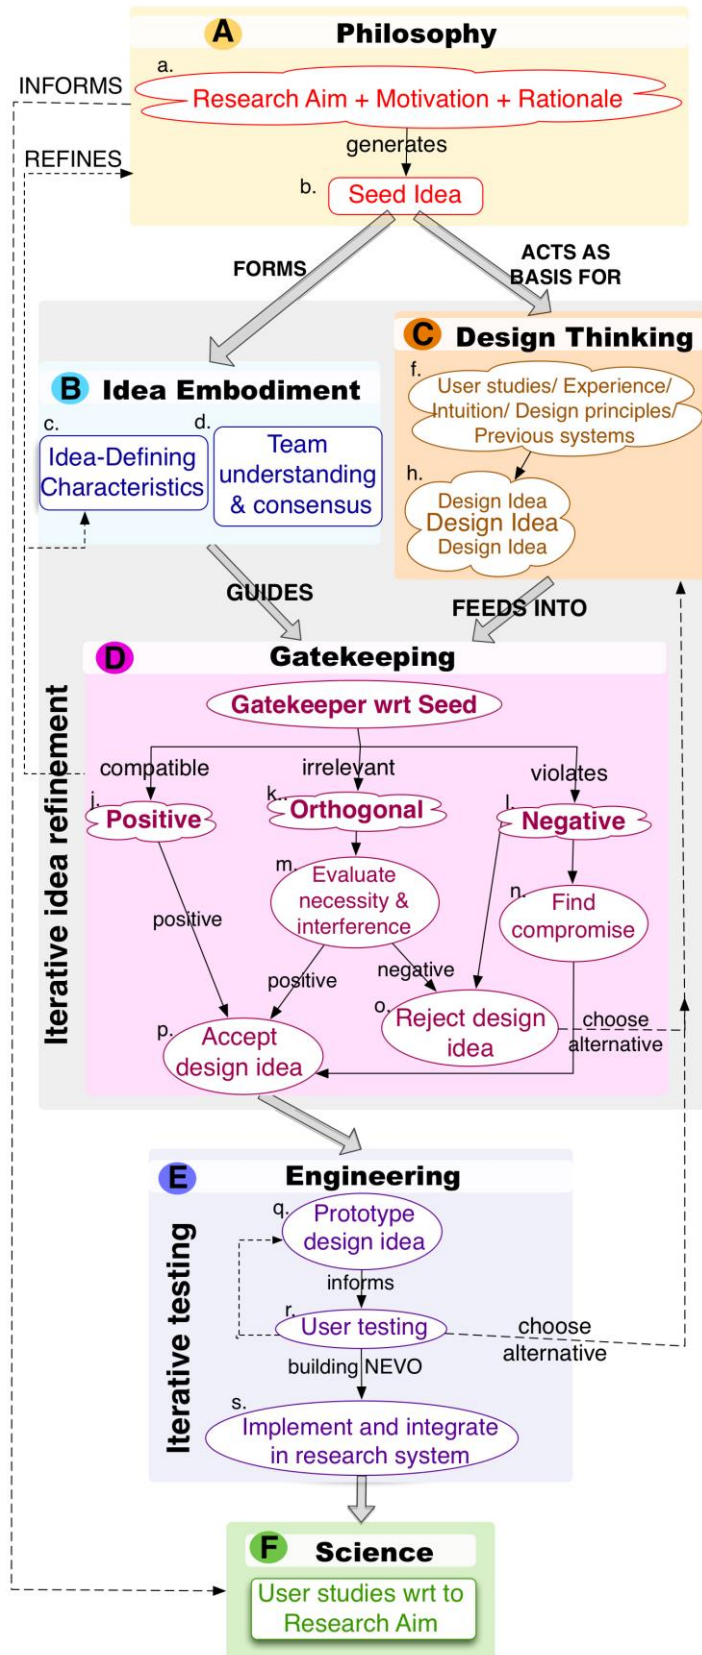 A Philosophy
a.
INFORMS
Research Aim + Motivation + Rationale
generates
REFINES
b. Seed Idea
FORMS
ACTS AS
BASIS FOR
C Design Thinking
f.
User studies/ Experience/
Intuition/ Design principles/
Previous systems
h.
Design Idea
Design Idea
Design Idea
B Idea Embodiment
c.
Idea-Defining
Characteristics
d.
Team
understanding
& consensus
GUIDES
FEEDS INTO
Iterative idea refinement
D Gatekeeping
Gatekeeper wrt Seed
compatible
irrelevant
violates
j. Positive
k.. Orthogonal
l. Negative
m. Evaluate
necessity &
interference
n. Find
compromise
positive
positive
negative
p. Accept
design idea
o. Reject design
idea
choose
alternative
Iterative testing
E Engineering
q. Prototype
design idea
informs
r. User testing
choose
alternative
building NEVO
s. Implement and integrate
in research system
F Science
User studies wrt to
Research Aim